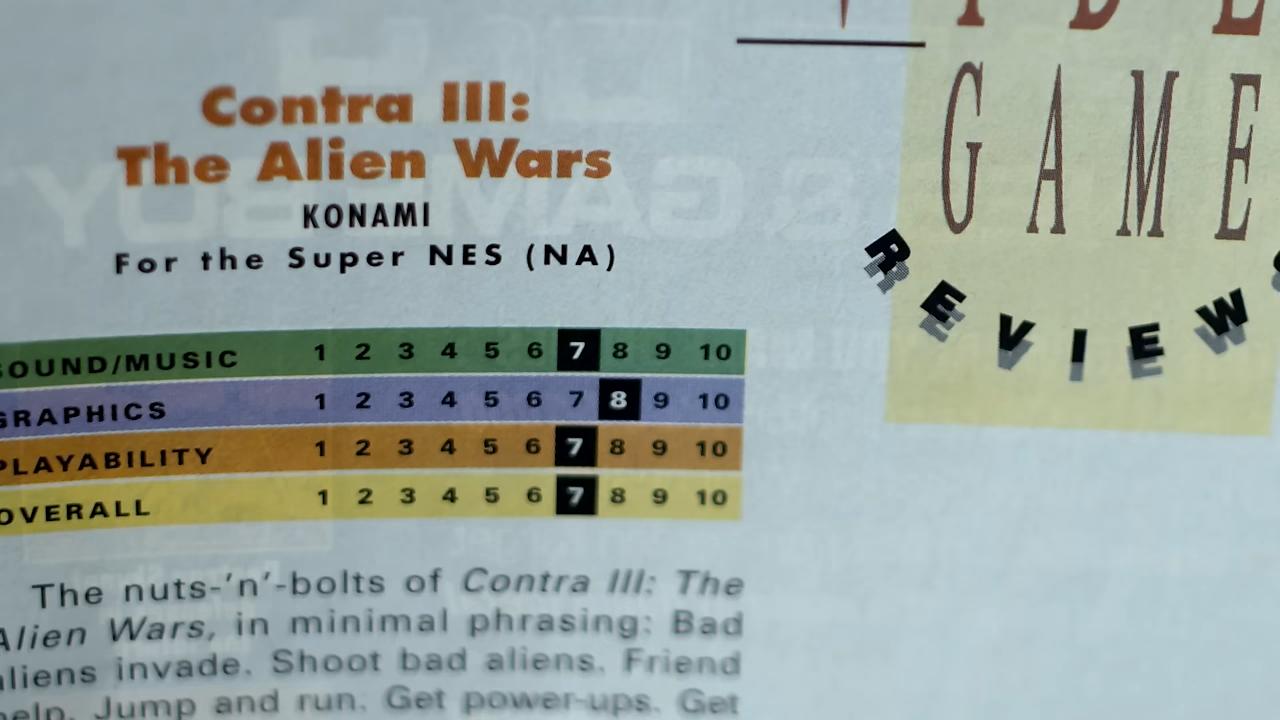 Contra III:
The Alien Wars
KONAMI
For the Super NES (NA)
SOUND/MUSIC 1 2 3 4 5 6 7 8 9 10
GRAPHICS 1 2 3 4 5 6 7 8 9 10
PLAYABILITY 1 2 3 4 5 6 7 8 9 10
OVERALL 1 2 3 4 5 6 7 8 9 10
The nuts-'n'-bolts of Contra III: The
Alien Wars, in minimal phrasing: Bad
aliens invade. Shoot bad aliens. Friend
help. Jump and run. Get power-ups. Get
GAME
REVIEW